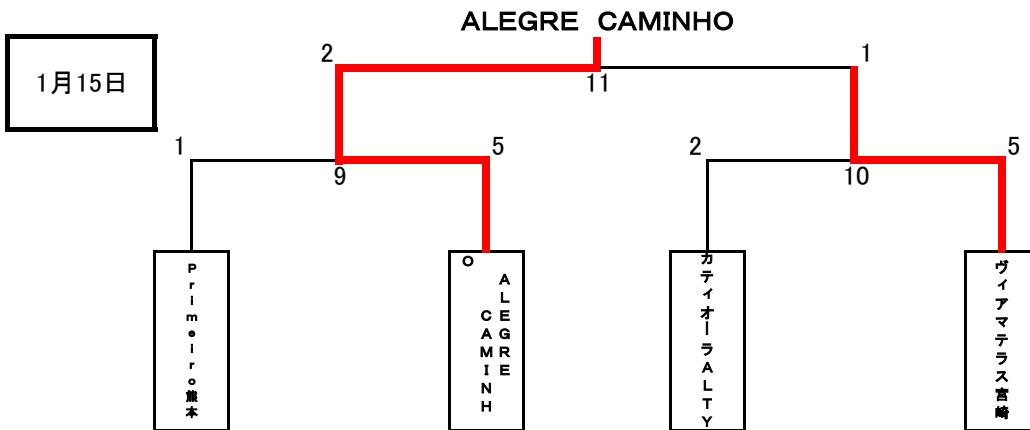 ALEGRE CAMINHO
1月15日
2
1
11
1
5
2
5
9
10
Primeiro熊本
ALEGRE
CAMINH
O
カティオーラALTY
ヴィアマテラス宮崎